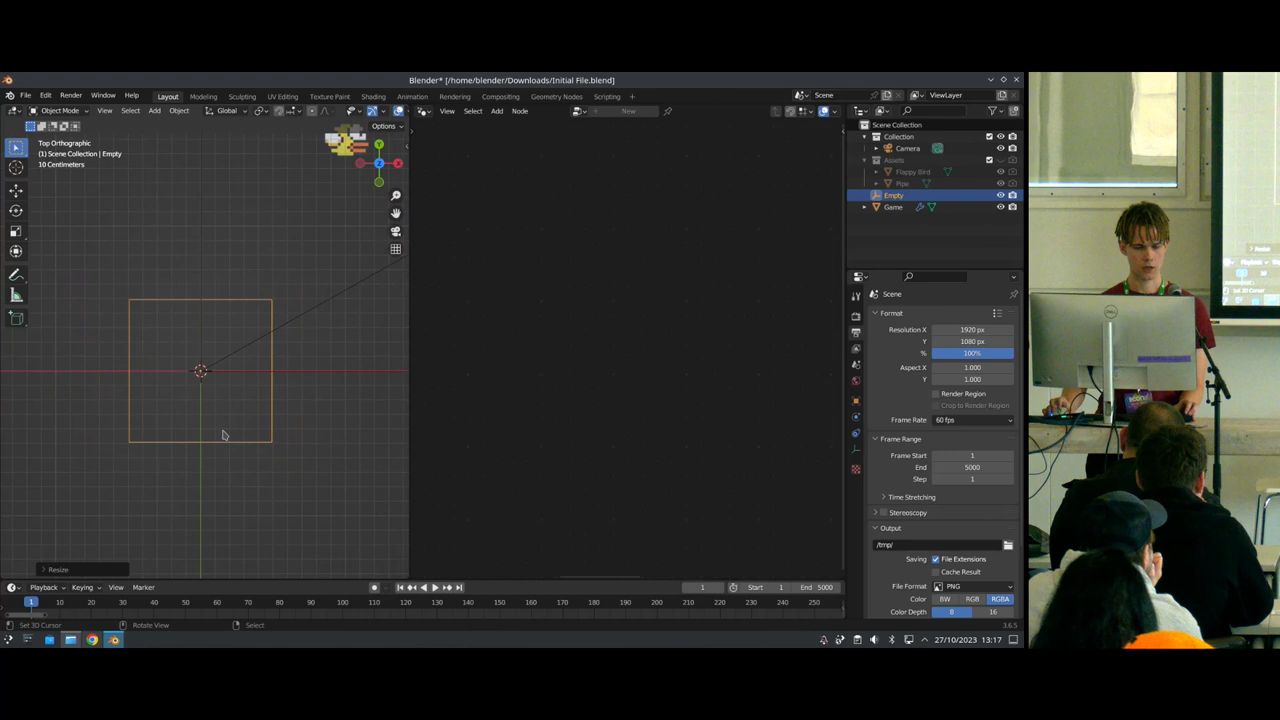 Blender* [/home/blender/Downloads/Initial File.blend]
File Edit Render Window Help Layout Modeling Sculpting UV Editing Texture Paint Shading Animation Rendering Compositing Geometry Nodes Scripting + Scene ViewLayer
Object Mode View Select Add Object Global View Select Add Node New
Options
Top Orthographic
(1) Scene Collection | Empty
10 Centimeters
Y
X
Z
Scene Collection
Collection
Camera
Assets
Flappy Bird
Pipe
Empty
Game
Scene
Format
Resolution X 1920 px
Y 1080 px
% 100%
Aspect X 1.000
Y 1.000
Render Region
Crop to Render Region
Frame Rate 60 fps
Frame Range
Frame Start 1
End 5000
Step 1
Time Stretching
Stereoscopy
Output
/tmp/
Saving File Extensions
Cache Result
File Format PNG
Color BW RGB RGBA
Color Depth 8 16
Resize
Playback Keying View Marker 1 Start 1 End 5000
1 10 20 30 40 50 60 70 80 90 100 110 120 130 140 150 160 170 180 190 200 210 220 230 240 250
Set 3D Cursor Rotate View Select 3.6.5
27/10/2023 13:17
Resize
DELL